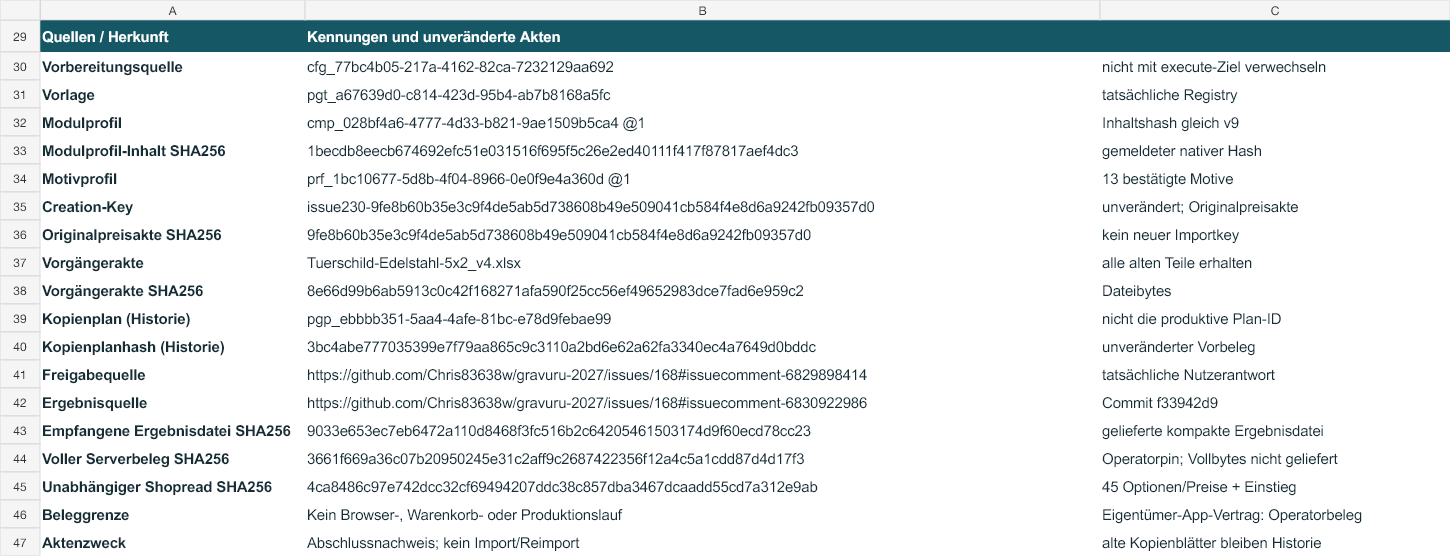 A B C
29 Quellen / Herkunft Kennungen und unveränderte Akten
30 Vorbereitungsquelle cfg_77bc4b05-217a-4162-82ca-7232129aa692 nicht mit execute-Ziel verwechseln
31 Vorlage pgt_a67639d0-c814-423d-95b4-ab7b8168a5fc tatsächliche Registry
32 Modulprofil cmp_028bf4a6-4777-4d33-b821-9ae1509b5ca4 @1 Inhaltshash gleich v9
33 Modulprofil-Inhalt SHA256 1becdb8eecb674692efc51e031516f695f5c26e2ed40111f417f87817aef4dc3 gemeldeter nativer Hash
34 Motivprofil prf_1bc10677-5d8b-4f04-8966-0e0f9e4a360d @1 13 bestätigte Motive
35 Creation-Key issue230-9fe8b60b35e3c9f4de5ab5d738608b49e509041cb584f4e8d6a9242fb09357d0 unverändert; Originalpreisakte
36 Originalpreisakte SHA256 9fe8b60b35e3c9f4de5ab5d738608b49e509041cb584f4e8d6a9242fb09357d0 kein neuer Importkey
37 Vorgängerakte Tuerschild-Edelstahl-5x2_v4.xlsx alle alten Teile erhalten
38 Vorgängerakte SHA256 8e66d99b6ab5913c0c42f168271afa590f25cc56ef49652983dce7fad6e959c2 Dateibytes
39 Kopienplan (Historie) pgp_ebbbb351-5aa4-4afe-81bc-e78d9febae99 nicht die produktive Plan-ID
40 Kopienplanhash (Historie) 3bc4abe777035399e7f79aa865c9c3110a2bd6e62a62fa3340ec4a7649d0bddc unveränderter Vorbeleg
41 Freigabequelle https://github.com/Chris83638w/gravuru-2027/issues/168#issuecomment-6829898414 tatsächliche Nutzerantwort
42 Ergebnisquelle https://github.com/Chris83638w/gravuru-2027/issues/168#issuecomment-6830922986 Commit f33942d9
43 Empfangene Ergebnisdatei SHA256 9033e653ec7eb6472a110d8468f3fc516b2c64205461503174d9f60ecd78cc23 gelieferte kompakte Ergebnisdatei
44 Voller Serverbeleg SHA256 3661f669a36c07b20950245e31c2aff9c2687422356f12a4c5a1cdd87d4d17f3 Operatorpin; Vollbytes nicht geliefert
45 Unabhängiger Shopread SHA256 4ca8486c97e742dcc32cf69494207ddc38c857dba3467dcaadd55cd7a312e9ab 45 Optionen/Preise + Einstieg
46 Beleggrenze Kein Browser-, Warenkorb- oder Produktionslauf Eigentümer-App-Vertrag: Operatorbeleg
47 Aktenzweck Abschlussnachweis; kein Import/Reimport alte Kopienblätter bleiben Historie